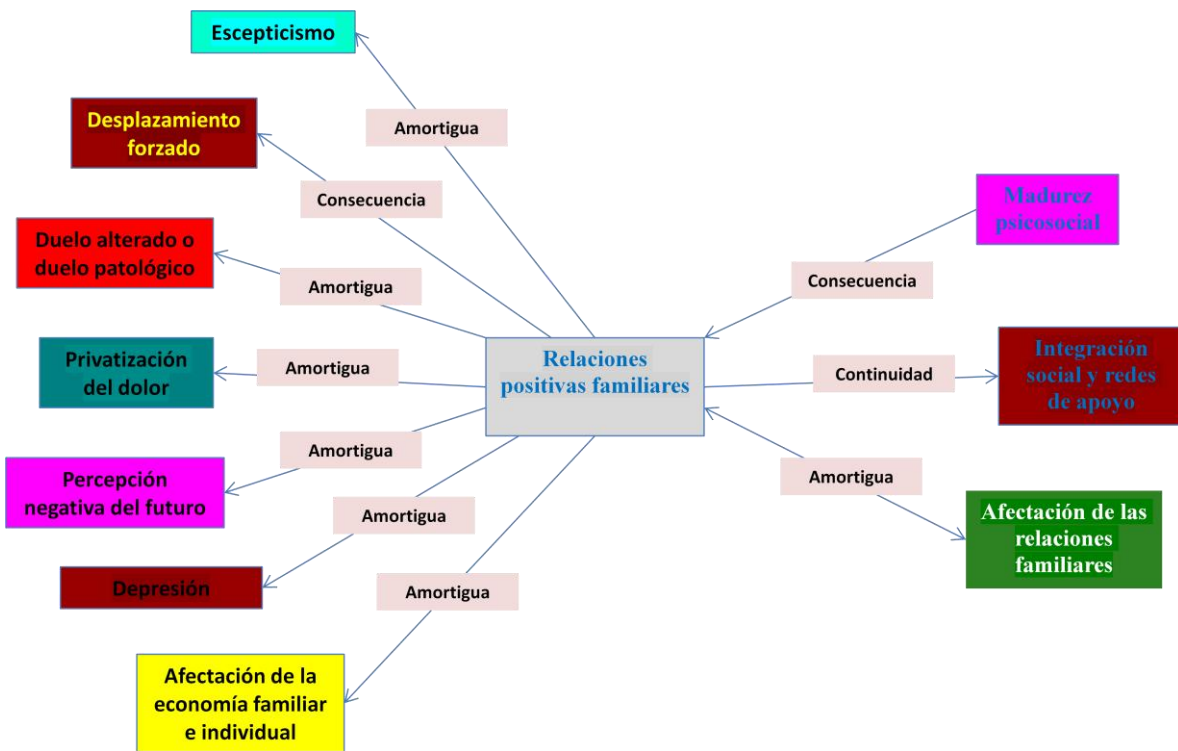 Escepticismo
Amortigua
Desplazamiento
forzado
Consecuencia
Madurez
psicosocial
Duelo alterado o
duelo patológico
Amortigua
Consecuencia
Privatización
del dolor
Amortigua
Relaciones
positivas familiares
Continuidad
Integración
social y redes
de apoyo
Percepción
negativa del futuro
Amortigua
Amortigua
Afectación de las
relaciones
familiares
Amortigua
Depresión
Amortigua
Afectación de la
economía familiar
e individual